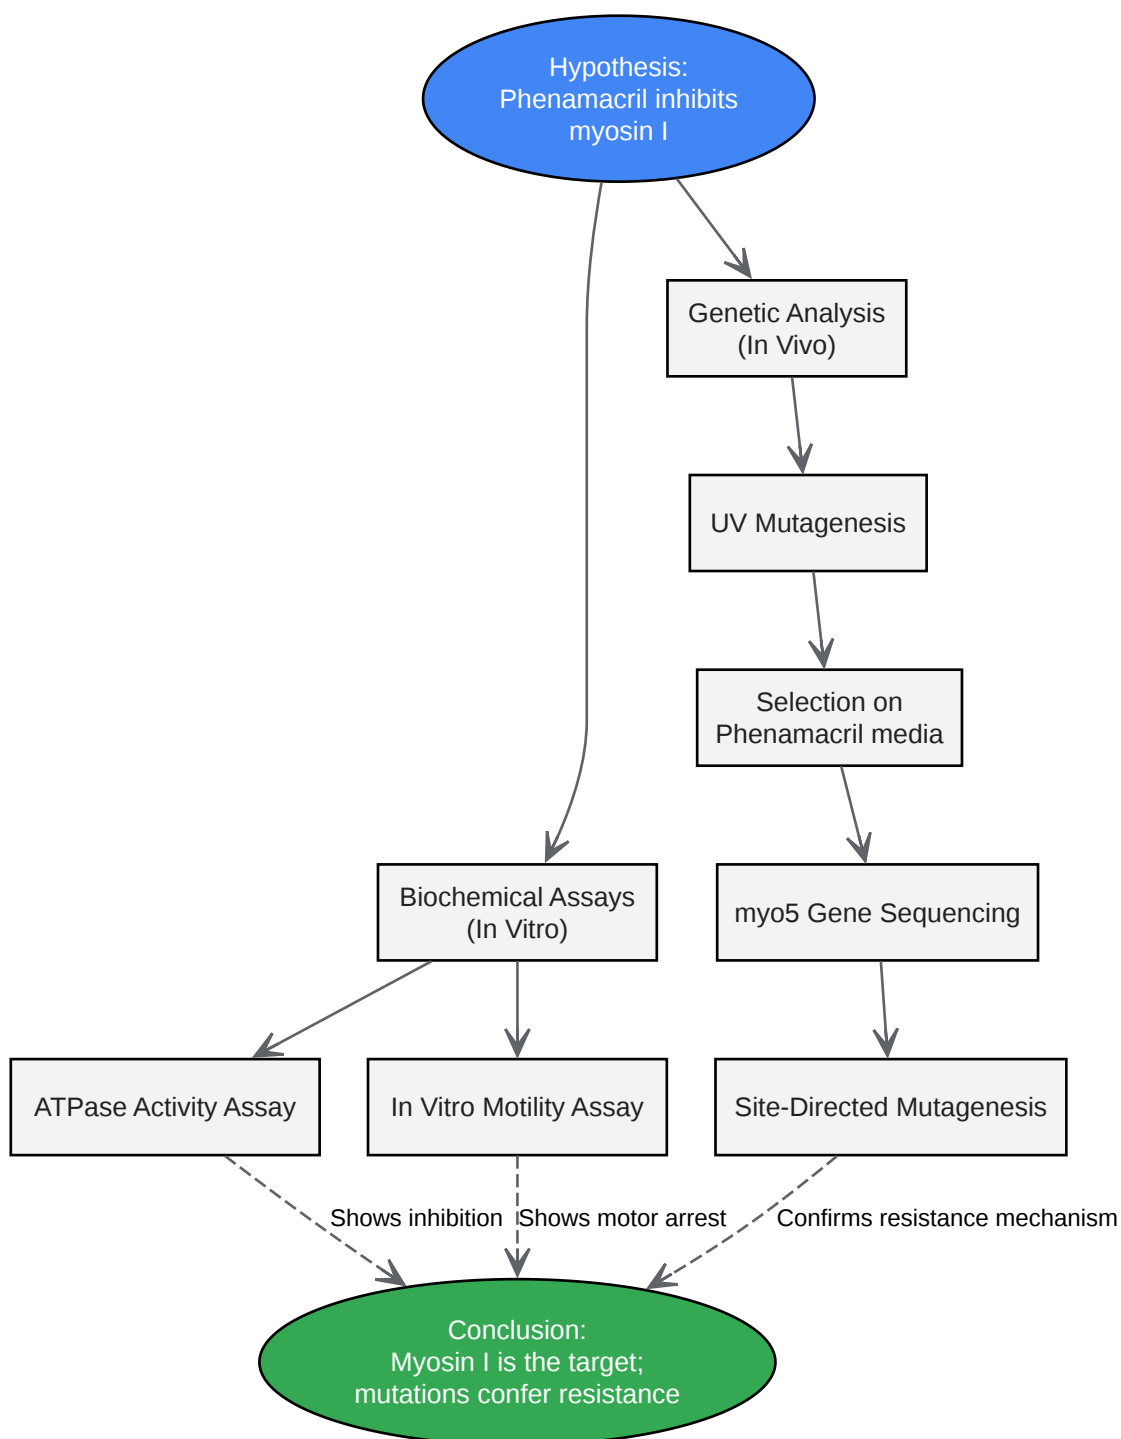 Hypothesis:
Phenamacril inhibits
myosin I
Genetic Analysis
(In Vivo)
UV Mutagenesis
Selection on
Phenamacril media
Biochemical Assays
(In Vitro)
myo5 Gene Sequencing
ATPase Activity Assay
In Vitro Motility Assay
Site-Directed Mutagenesis
Shows inhibition
Shows motor arrest
Confirms resistance mechanism
Conclusion:
Myosin I is the target;
mutations confer resistance